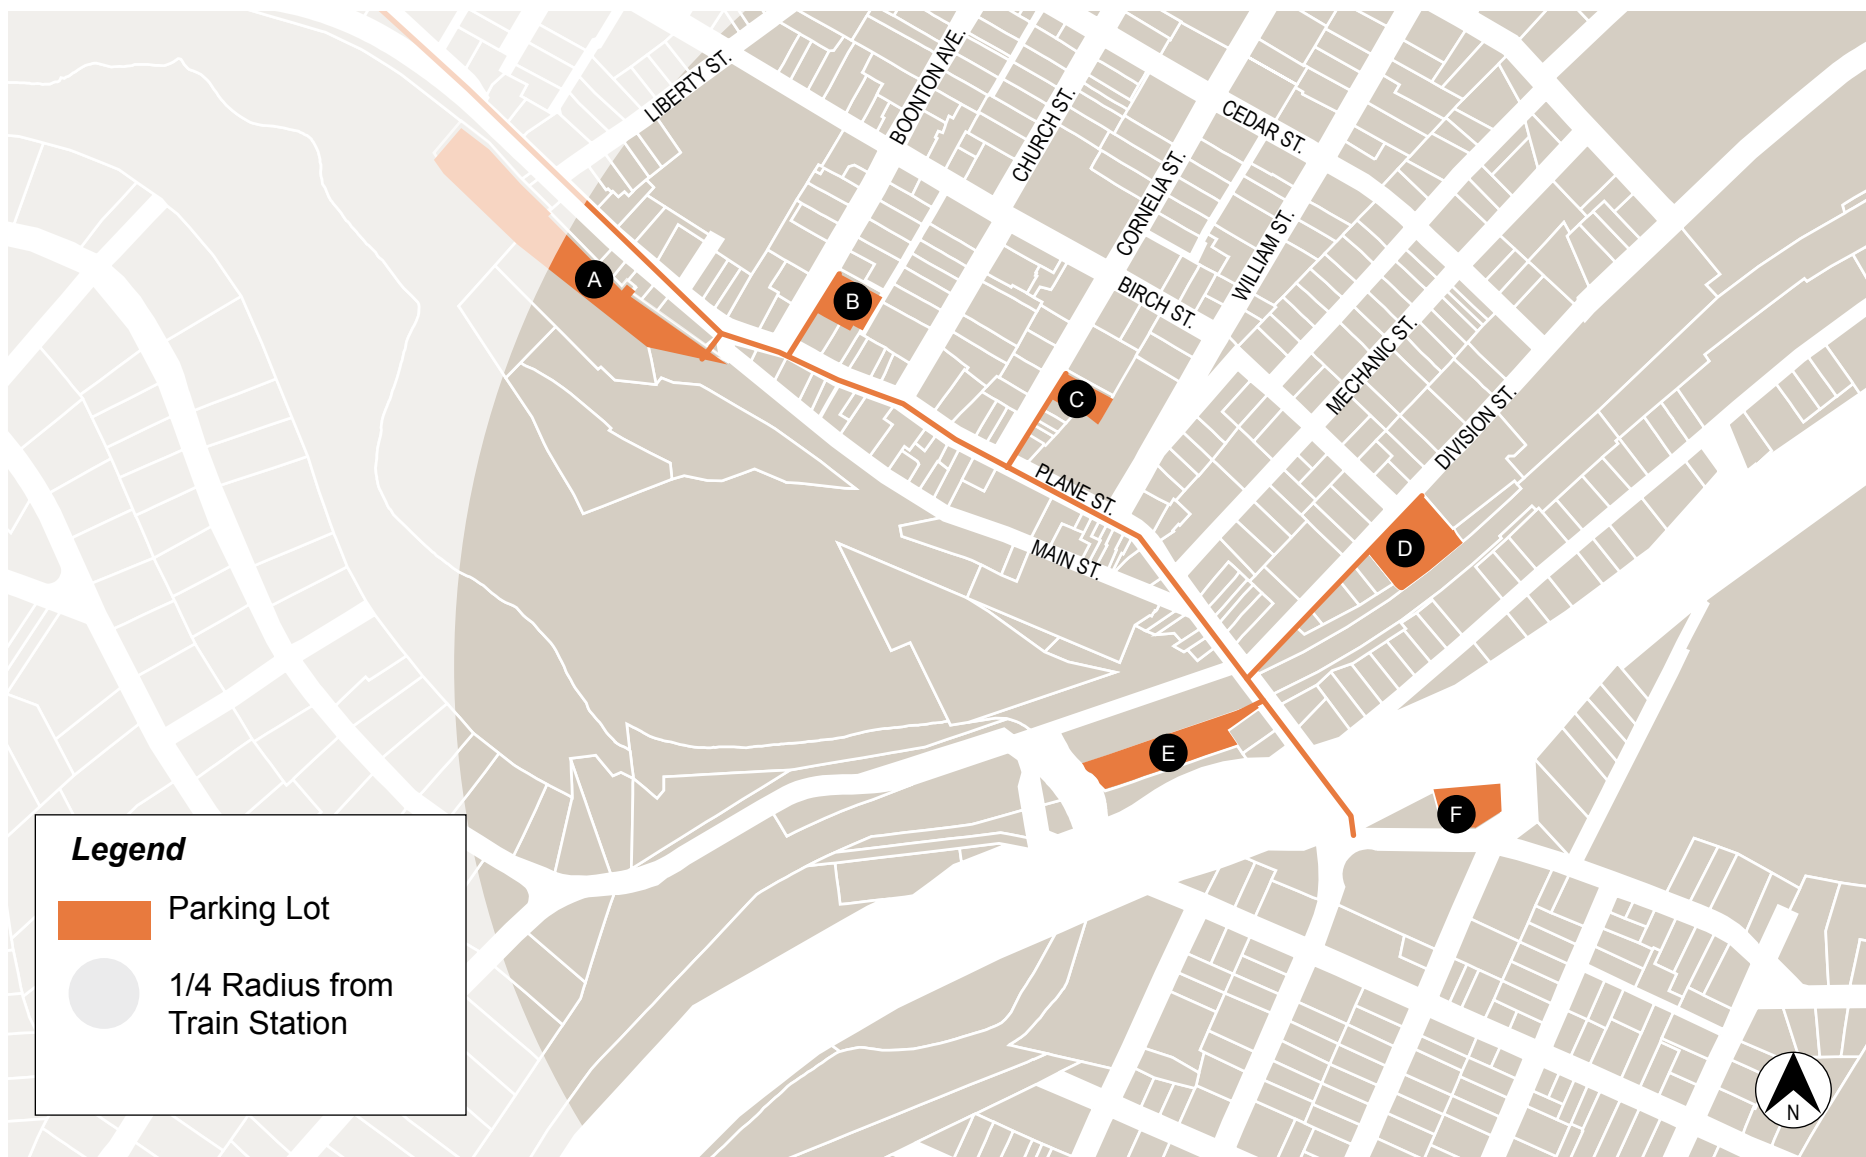 LIBERTY ST.
BOONTON AVE.
CHURCH ST.
CEDAR ST.
CORNELIA ST.
WILLIAM ST.
BIRCH ST.
MECHANIC ST.
DIVISION ST.
PLANE ST.
MAIN ST.
A
B
C
D
E
F
Legend
Parking Lot
1/4 Radius from
Train Station
N